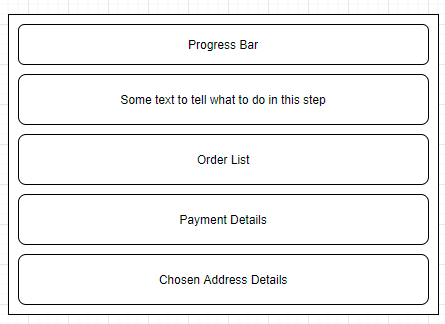 Progress Bar
Some text to tell what to do in this step
Order List
Payment Details
Chosen Address Details